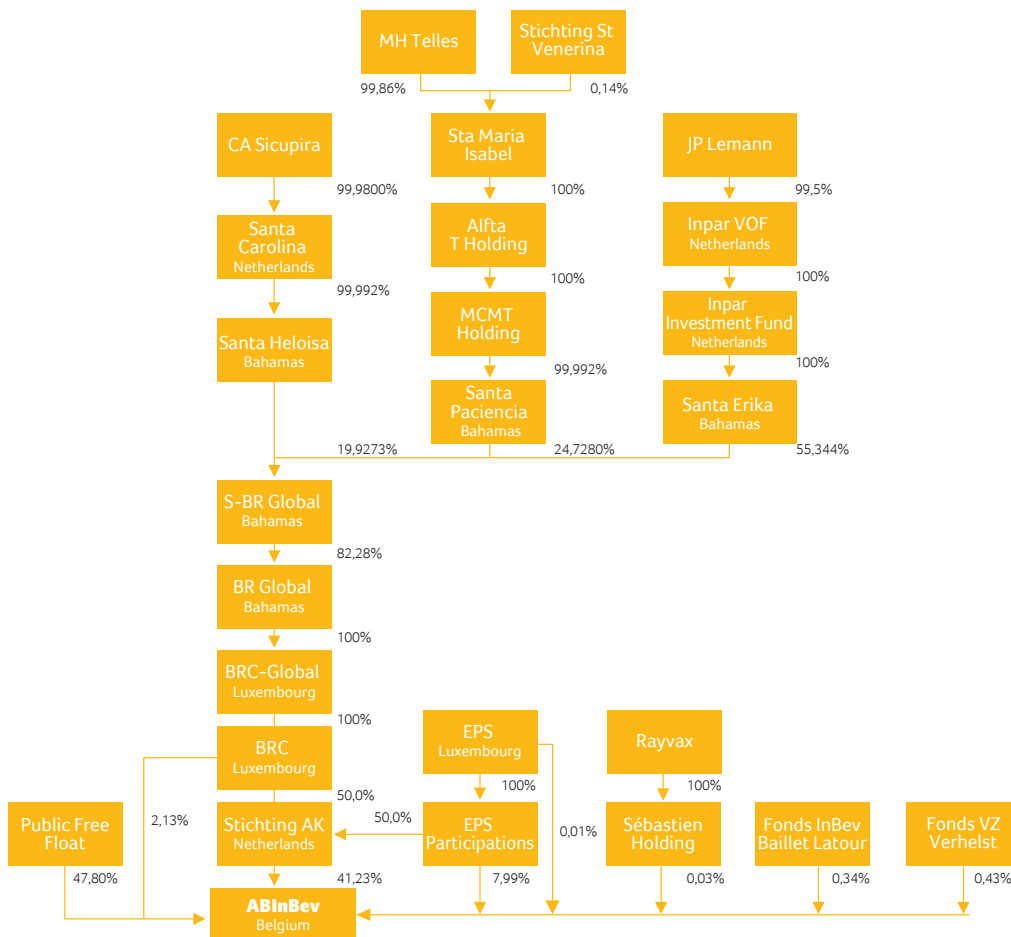 MH Telles
Stichting St
Venerina
99,86%
0,14%
CA Sicupira
Sta Maria
Isabel
JP Lemann
99,9800%
100%
99,5%
Santa
Carolina
Netherlands
Alfta
T Holding
Inpar VOF
Netherlands
99,992%
100%
100%
Santa Heloisa
Bahamas
MCMT
Holding
Inpar
Investment Fund
Netherlands
99,992%
100%
Santa
Paciencia
Bahamas
Santa Erika
Bahamas
19,9273%
24,7280%
55,344%
S-BR Global
Bahamas
82,28%
BR Global
Bahamas
100%
BRC-Global
Luxembourg
100%
BRC
Luxembourg
EPS
Luxembourg
Rayvax
50,0%
100%
100%
Public Free
Float
2,13%
Stichting AK
Netherlands
50,0%
EPS
Participations
0,01%
Sébastien
Holding
Fonds InBev
Baillet Latour
Fonds VZ
Verhelst
47,80%
41,23%
7,99%
0,03%
0,34%
0,43%
ABInBev
Belgium